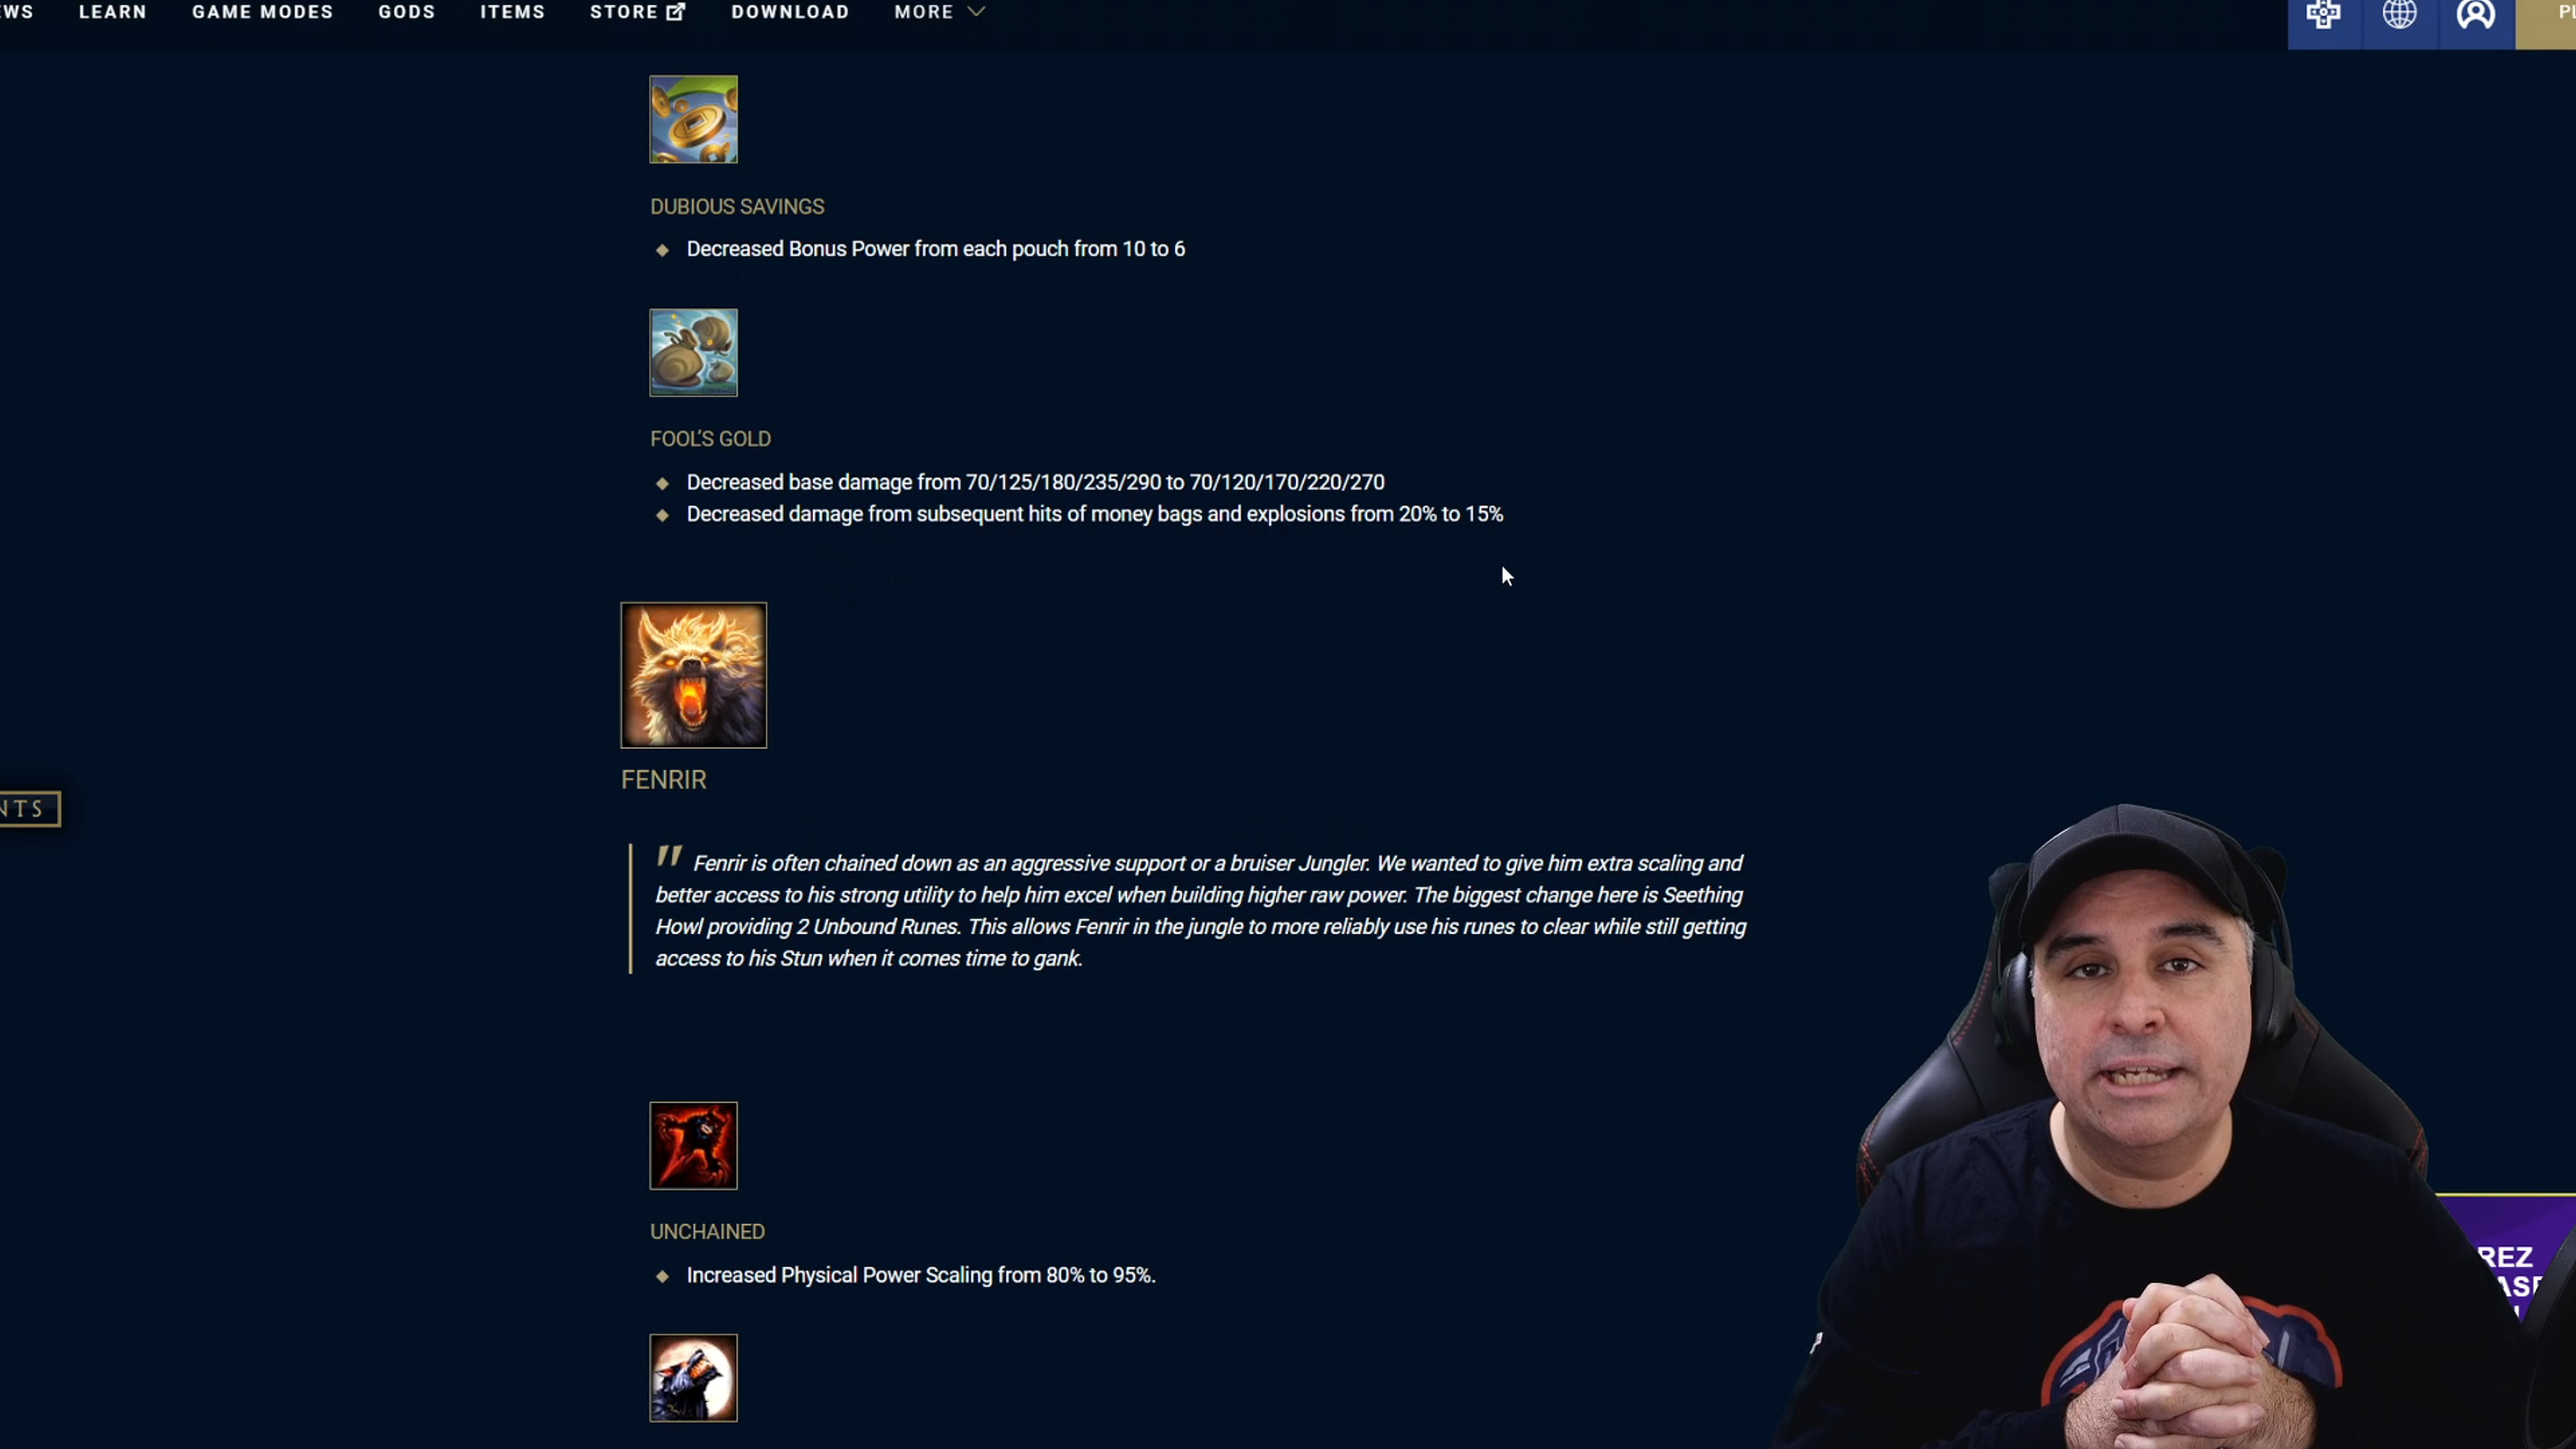 EWS LEARN GAME MODES GODS ITEMS STORE DOWNLOAD MORE PL
DUBIOUS SAVINGS
Decreased Bonus Power from each pouch from 10 to 6
FOOL'S GOLD
Decreased base damage from 70/125/180/235/290 to 70/120/170/220/270
Decreased damage from subsequent hits of money bags and explosions from 20% to 15%
FENRIR
NTS
" Fenrir is often chained down as an aggressive support or a bruiser Jungler. We wanted to give him extra scaling and
better access to his strong utility to help him excel when building higher raw power. The biggest change here is Seething
Howl providing 2 Unbound Runes. This allows Fenrir in the jungle to more reliably use his runes to clear while still getting
access to his Stun when it comes time to gank.
UNCHAINED
Increased Physical Power Scaling from 80% to 95%.
REZ
ASE